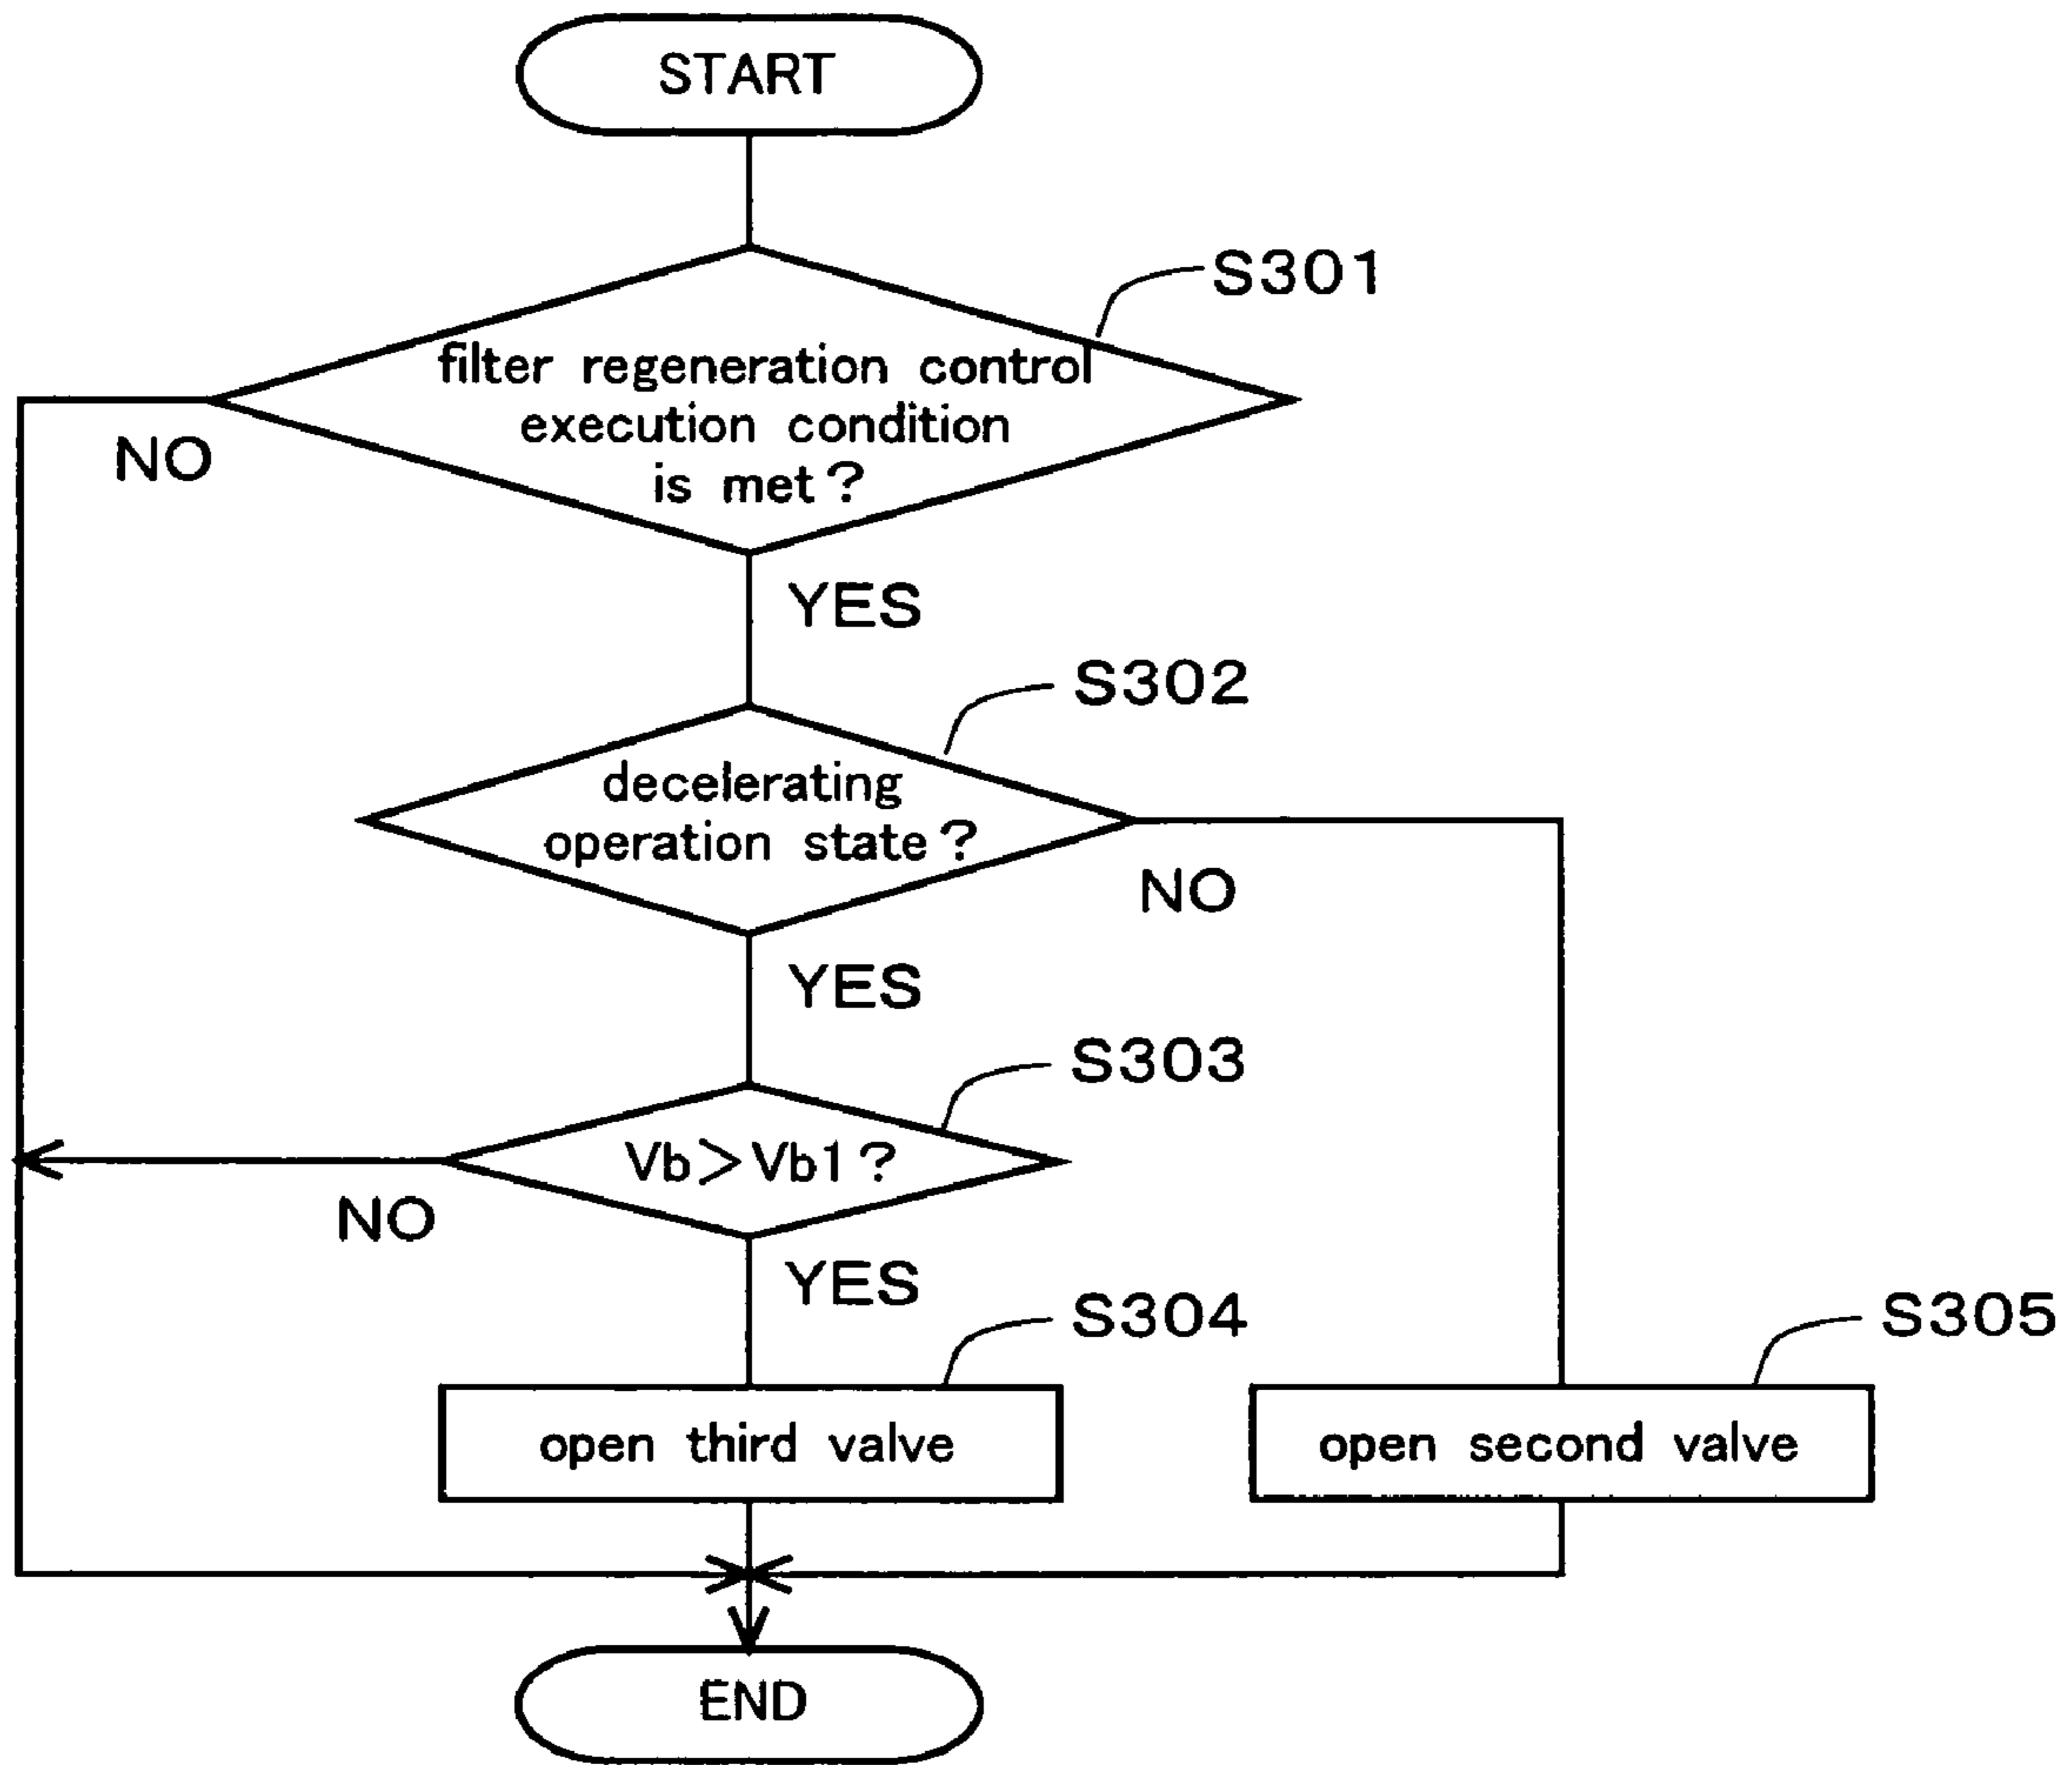 START
S301
filter regeneration control
execution condition
is met?
NO
YES
S302
decelerating
operation state?
NO
YES
S303
Vb>Vb1?
NO
YES
S304
S305
open third valve
open second valve
END